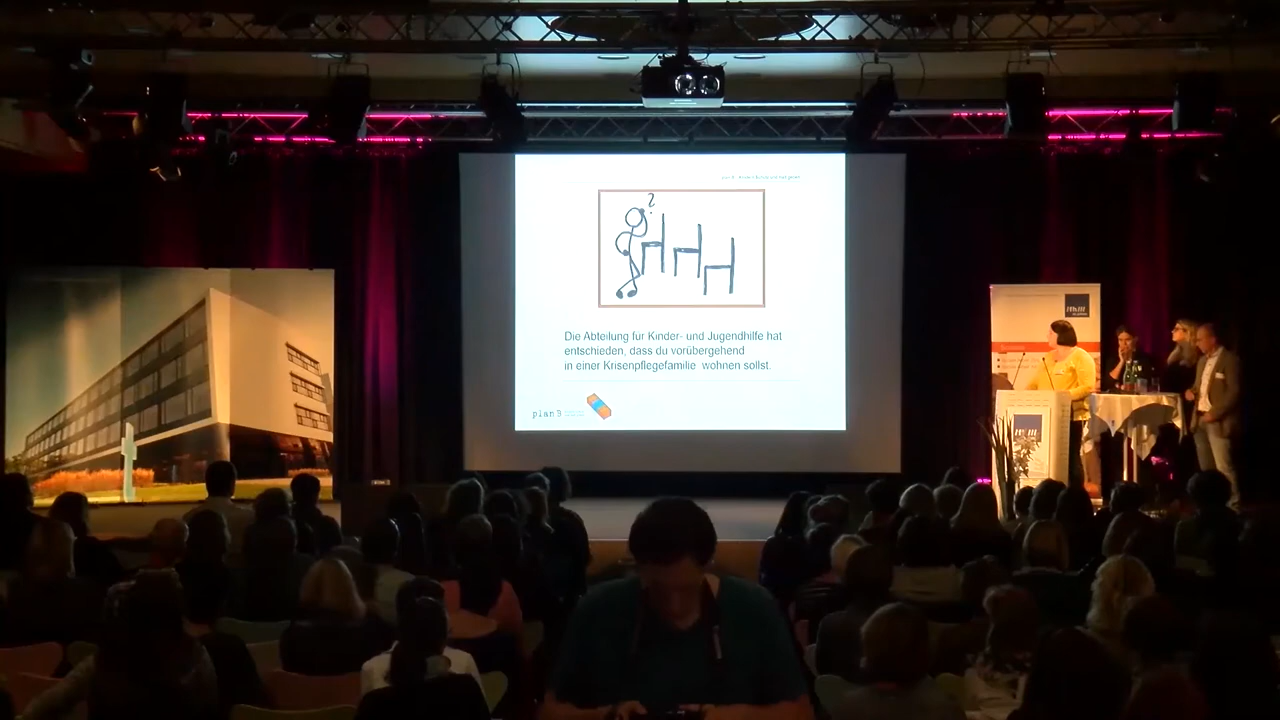 ?
Die Abteilung für Kinder- und Jugendhilfe hat
entschieden, dass du vorübergehend
in einer Krisenpflegefamilie wohnen sollst.
plan B